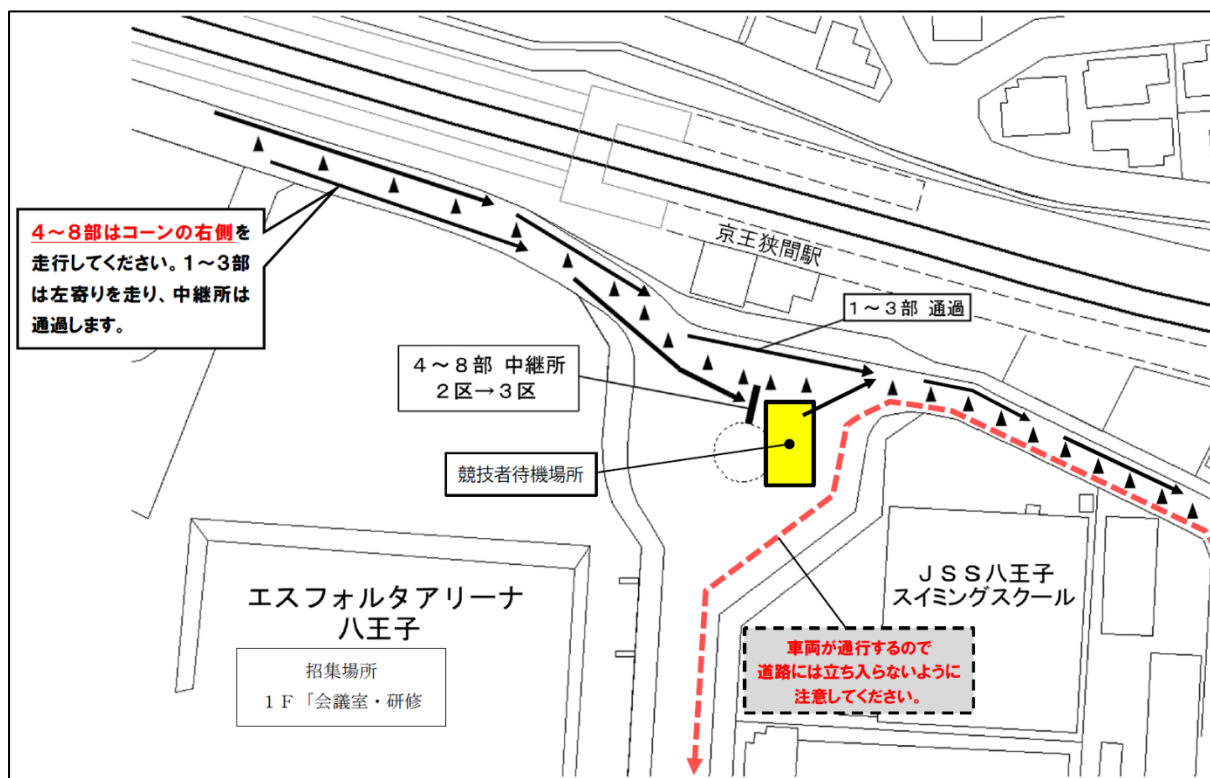 4～8部はコーンの右側を
走行してください。1～3部
は左寄りを走り、中継所は
通過します。
京王狭間駅
1～3部 通過
4～8部 中継所
2区→3区
競技者待機場所
エスフォルタアリーナ
八王子
招集場所
1F「会議室・研修
JSS八王子
スイミングスクール
車両が通行するので
道路には立ち入らないように
注意してください。